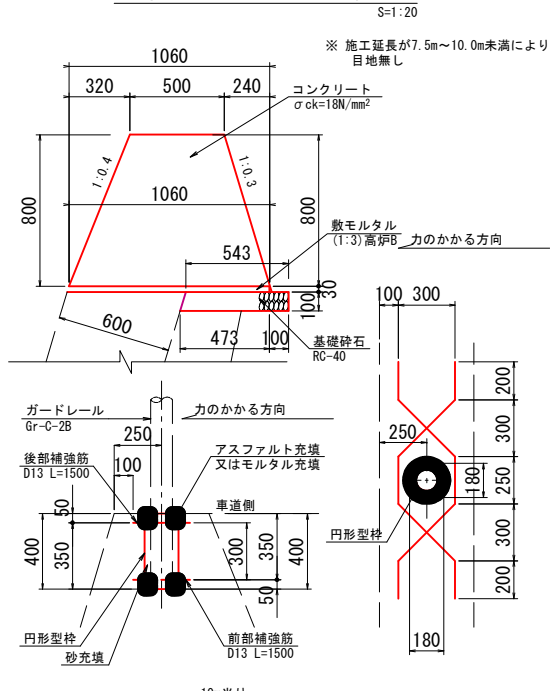 S=1:20
※ 施工延長が7.5m～10.0m未満により
目地無し
1060
320
500
240
コンクリート
σck=18N/mm²
1:0.4
1:0.3
800
1060
800
敷モルタル
(1:3)高炉B
力のかかる方向
543
30
100
600
473
100
基礎砕石
RC-40
100
300
200
300
250
250
180
円形型枠
300
200
180
ガードレール
Gr-C-2B
力のかかる方向
250
後部補強筋
D13 L=1500
100
アスファルト充填
又はモルタル充填
車道側
50
400
350
300
350
400
50
円形型枠
砂充填
前部補強筋
D13 L=1500